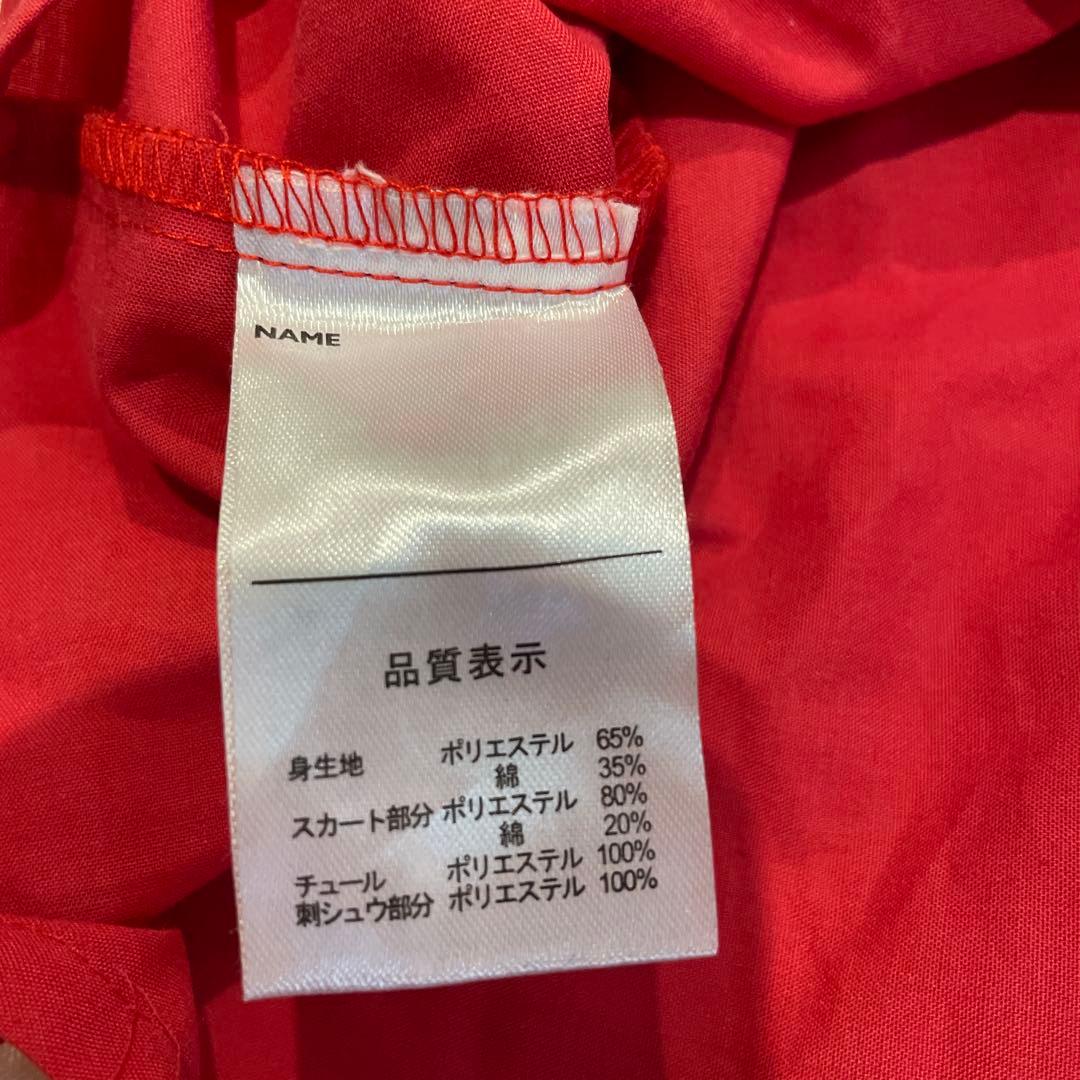 NAME
品質表示
身生地 ポリエステル 65%
綿 35%
スカート部分 ポリエステル 80%
綿 20%
チュール ポリエステル 100%
刺シュウ部分 ポリエステル 100%